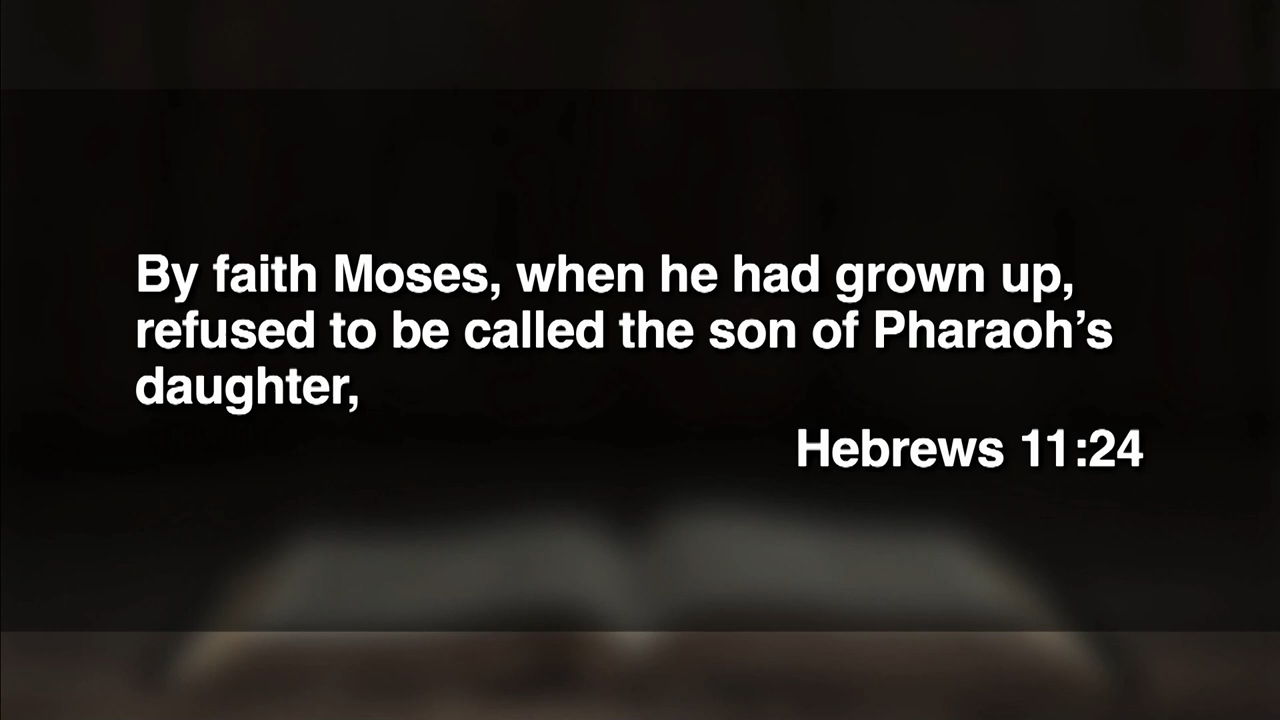 By faith Moses, when he had grown up,
refused to be called the son of Pharaoh’s
daughter,
Hebrews 11:24